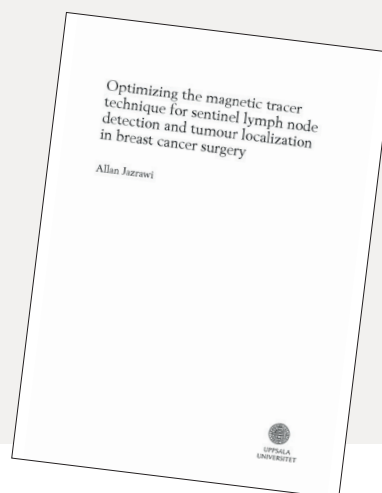 Optimizing the magnetic tracer
technique for sentinel lymph node
detection and tumour localization
in breast cancer surgery
Allan Jazrawi
UPPSALA
UNIVERSITET